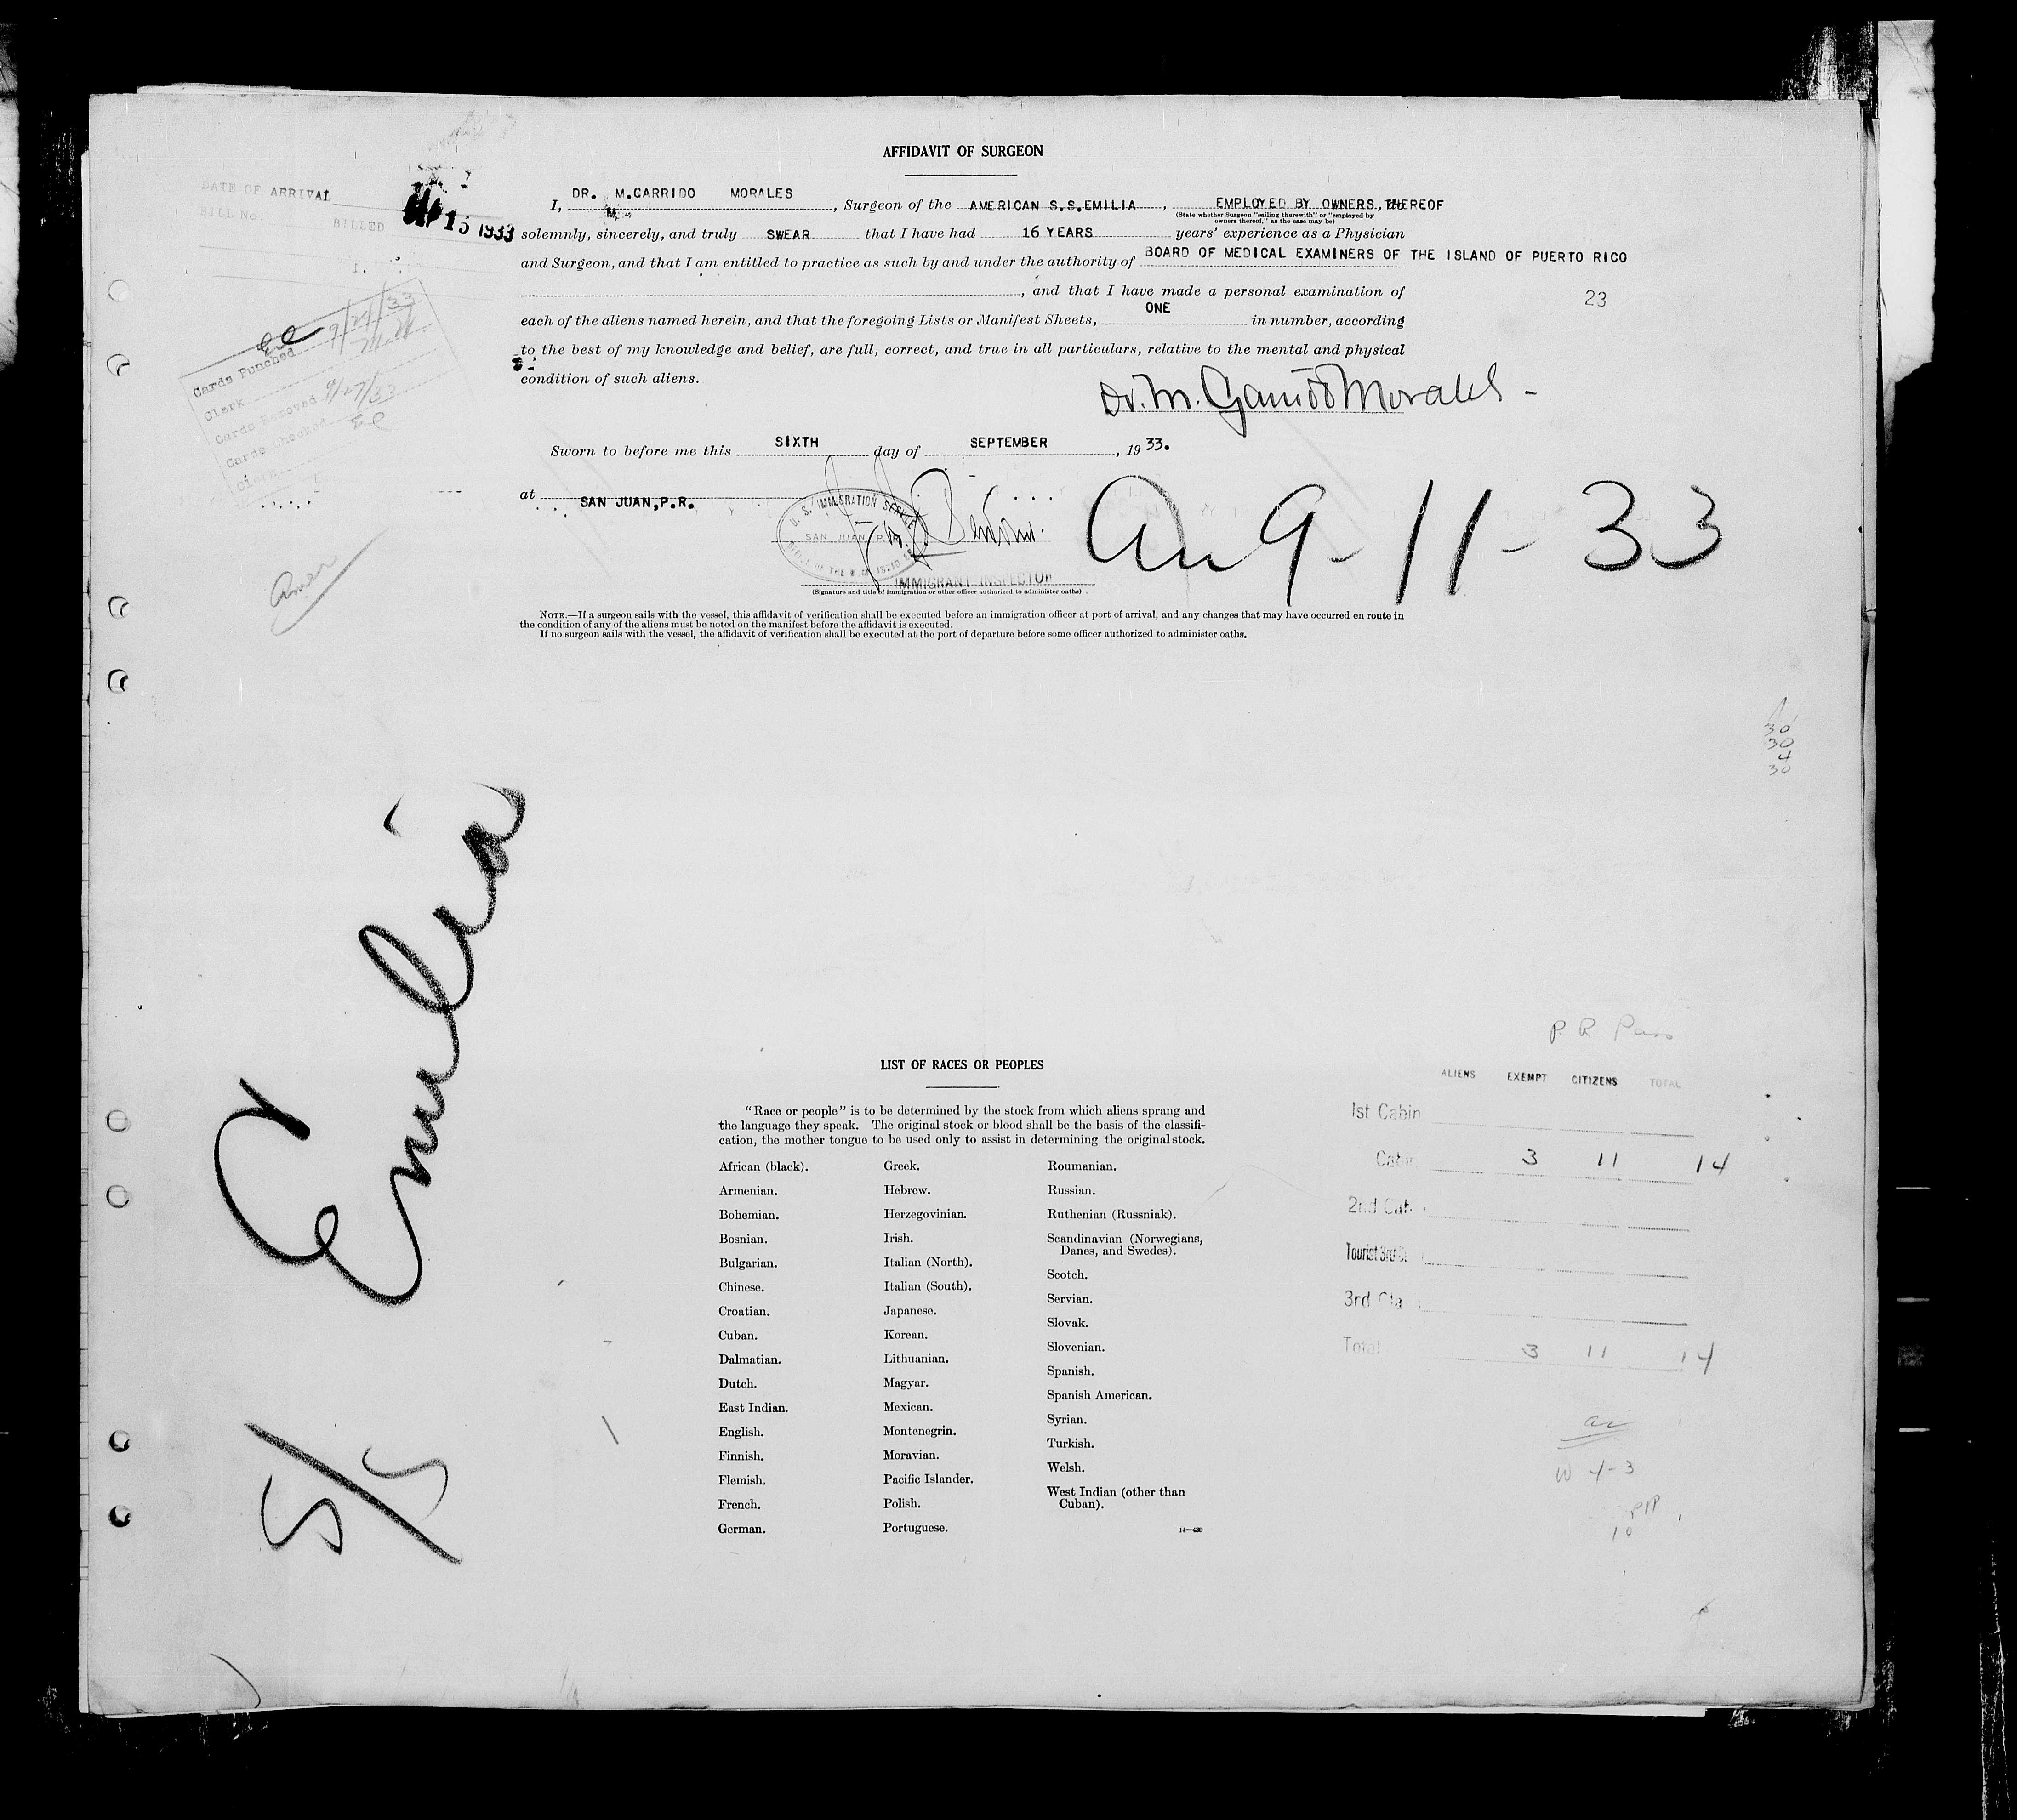 AFFIDAVIT OF SURGEON
DATE OF ARRIVAL
BILL No. BILLED
15 1933
I, DR. M.GARRIDO MORALES, Surgeon of the AMERICAN S.S.EMILIA, EMPLOYED BY OWNERS, THEREOF
(State whether Surgeon "sailing therewith" or "employed by
owners thereof," as the case may be)
solemnly, sincerely, and truly SWEAR that I have had 16 YEARS years' experience as a Physician
and Surgeon, and that I am entitled to practice as such by and under the authority of BOARD OF MEDICAL EXAMINERS OF THE ISLAND OF PUERTO RICO
, and that I have made a personal examination of
23
each of the aliens named herein, and that the foregoing Lists or Manifest Sheets, ONE in number, according
to the best of my knowledge and belief, are full, correct, and true in all particulars, relative to the mental and physical
condition of such aliens.
Dr. M. Garrido Morales -
Cards Punched 9/27/33
Clerk
Cards Removed 9/27/33
Cards Checked
Clerk
Sworn to before me this SIXTH day of SEPTEMBER, 19 33.
at SAN JUAN, P.R.
U. S. IMMIGRATION SERVICE
SAN JUAN, P.R.
IMMIGRANT INSPECTOR
(Signature and title of immigration or other officer authorized to administer oaths)
Arr 9-11-33
NOTE.—If a surgeon sails with the vessel, this affidavit of verification shall be executed before an immigration officer at port of arrival, and any changes that may have occurred en route in
the condition of any of the aliens must be noted on the manifest before the affidavit is executed.
If no surgeon sails with the vessel, the affidavit of verification shall be executed at the port of departure before some officer authorized to administer oaths.
Amer
30
30
4
30
S/S Emilia
P. R Pass
ALIENS EXEMPT CITIZENS TOTAL
1st Cabin
Cabin 3 11 14
2nd Cab
Tourist 3rd Cl
3rd Cla
Total 3 11 14
W 4-3
10
LIST OF RACES OR PEOPLES
"Race or people" is to be determined by the stock from which aliens sprang and
the language they speak. The original stock or blood shall be the basis of the classifi-
cation, the mother tongue to be used only to assist in determining the original stock.
African (black).
Armenian.
Bohemian.
Bosnian.
Bulgarian.
Chinese.
Croatian.
Cuban.
Dalmatian.
Dutch.
East Indian.
English.
Finnish.
Flemish.
French.
German.
Greek.
Hebrew.
Herzegovinian.
Irish.
Italian (North).
Italian (South).
Japanese.
Korean.
Lithuanian.
Magyar.
Mexican.
Montenegrin.
Moravian.
Pacific Islander.
Polish.
Portuguese.
Roumanian.
Russian.
Ruthenian (Russniak).
Scandinavian (Norwegians,
Danes, and Swedes).
Scotch.
Servian.
Slovak.
Slovenian.
Spanish.
Spanish American.
Syrian.
Turkish.
Welsh.
West Indian (other than
Cuban).